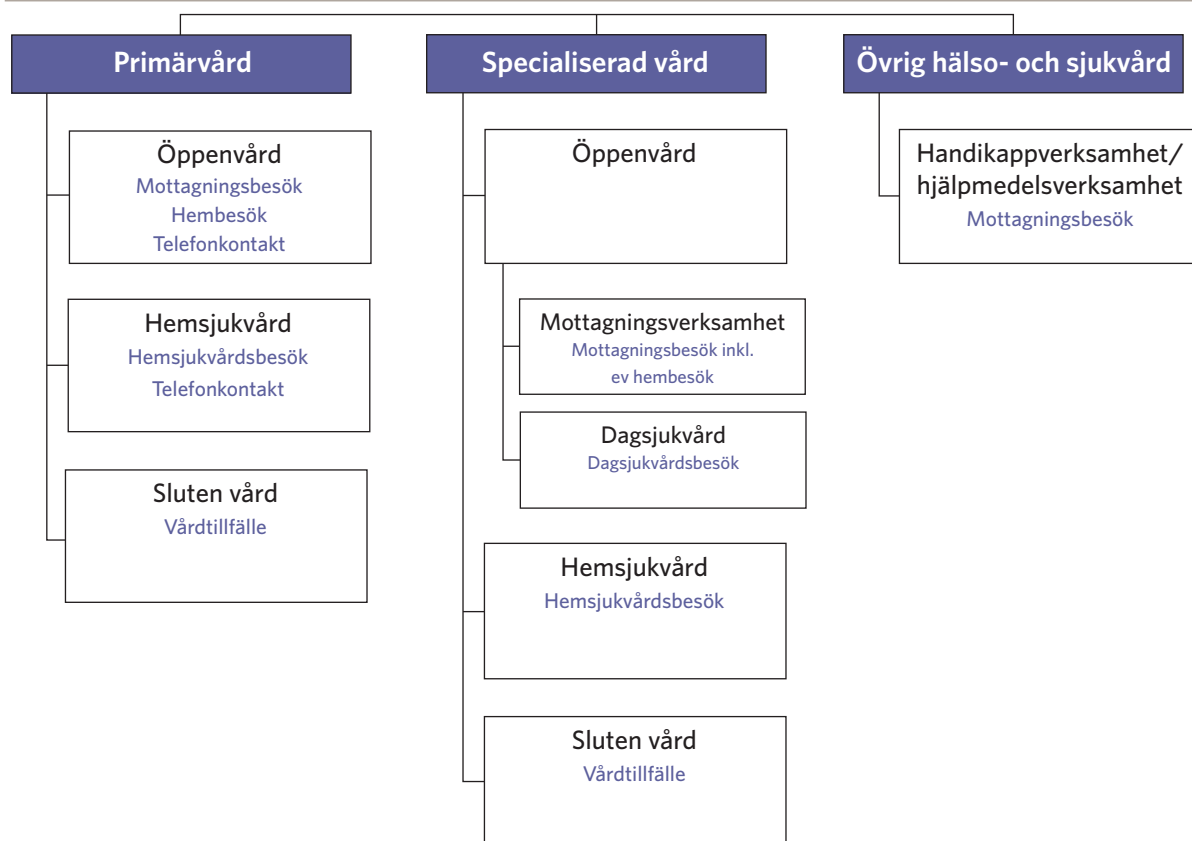 Primärvård
Öppenvård
Mottagningsbesök
Hembesök
Telefonkontakt
Hemsjukvård
Hemsjukvårdsbesök
Telefonkontakt
Sluten vård
Vårdtillfälle
Specialiserad vård
Öppenvård
Mottagningsverksamhet
Mottagningsbesök inkl.
ev hembesök
Dagsjukvård
Dagsjukvårdsbesök
Hemsjukvård
Hemsjukvårdsbesök
Sluten vård
Vårdtillfälle
Övrig hälso- och sjukvård
Handikappverksamhet/
hjälpmedelsverksamhet
Mottagningsbesök